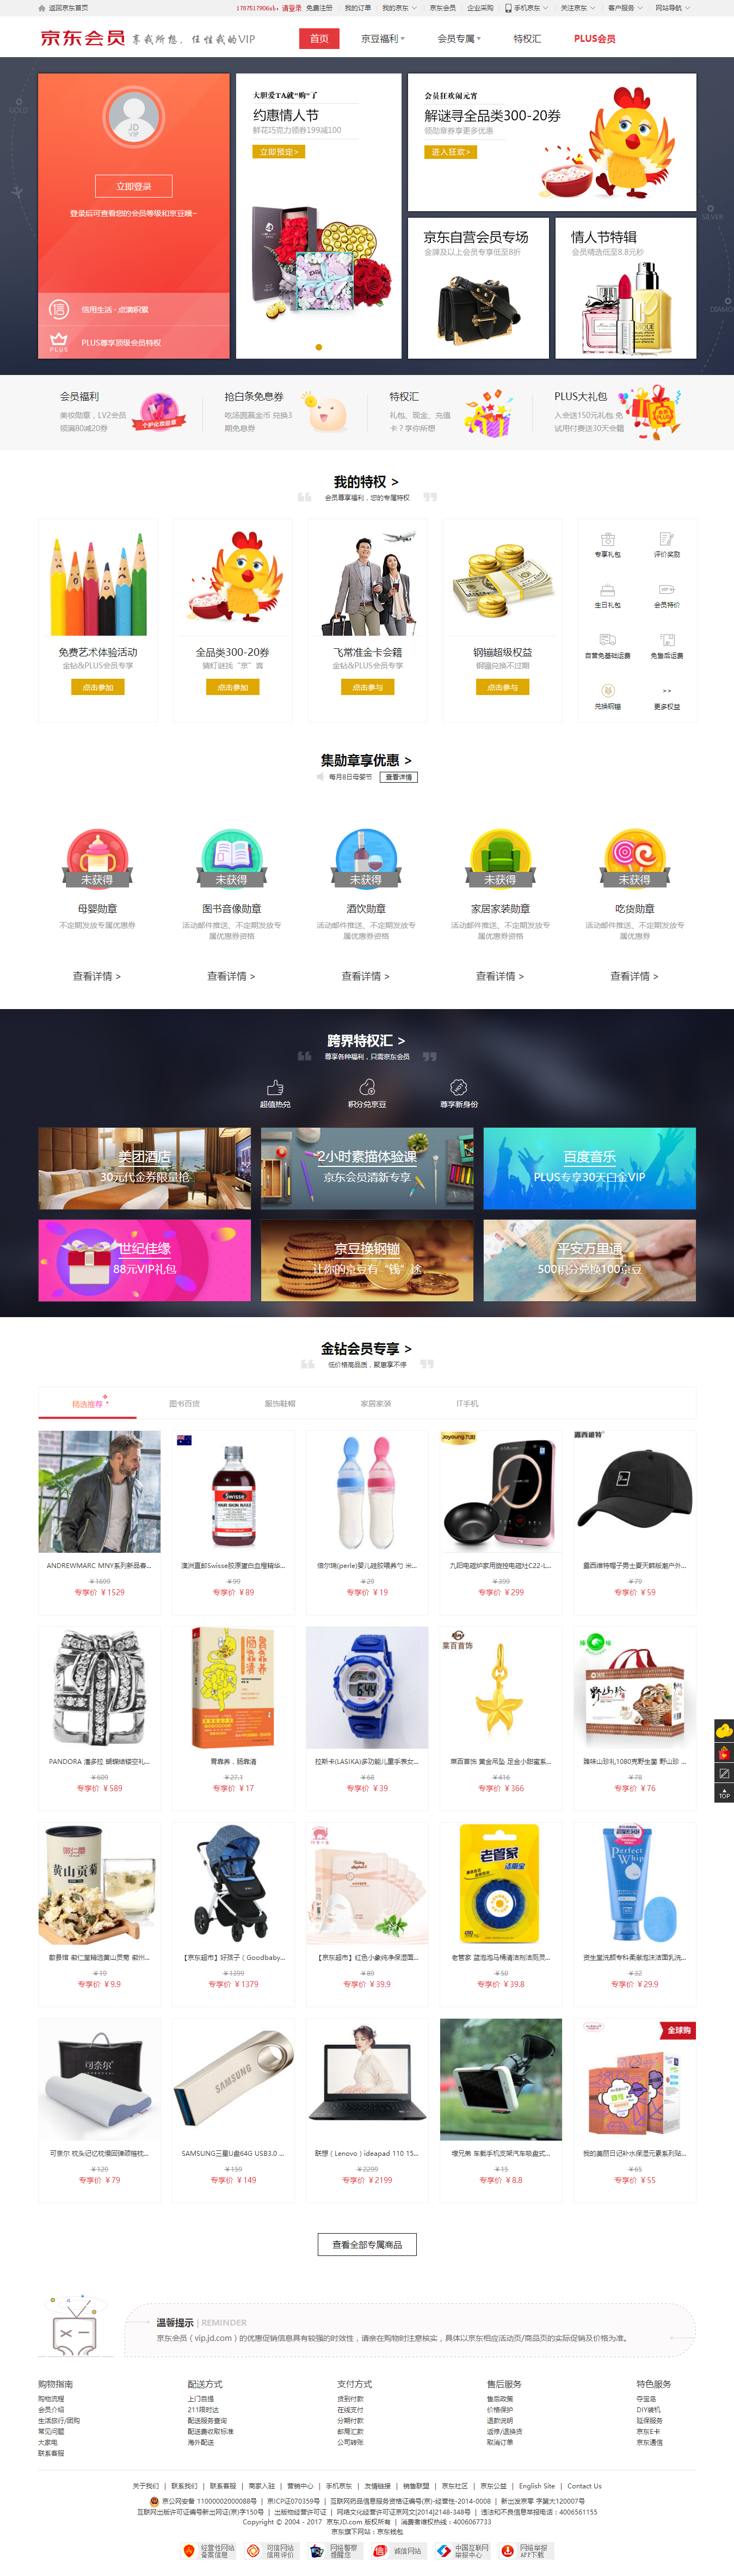 返回京东首页
请登录 免费注册
我的订单
我的京东
京东会员
企业采购
手机京东
关注京东
客户服务
网站导航
京东会员
享我所想，任性我的VIP
首页
京豆福利
会员专属
特权汇
PLUS会员
GOLD
SILVER
JD
VIP
立即登录
登录后可查看您的会员等级和京豆哦~
信用生活 · 点滴积累
PLUS尊享顶级会员特权
PLUS
大胆爱TA就"购"了
约惠情人节
鲜花巧克力领券199减100
立即预定>
会员狂欢闹元宵
解谜寻全品类300-20券
领勋章券享更多优惠
进入狂欢>
京东自营会员专场
金牌及以上会员专享低至8折
情人节特辑
会员精选低至8.8元秒
会员福利
美妆勋章，LV2会员
领满80减20券
抢白条免息券
吃汤圆赢金币 兑换3
期免息券
特权汇
礼包、现金、充值
卡？享你所想
PLUS大礼包
入会送150元礼包 免
试用付费送30天会籍
我的特权 >
会员尊享福利，您的专属特权
免费艺术体验活动
金钻&PLUS会员专享
点击参加
全品类300-20券
猜灯谜找“京”喜
点击参加
飞常准金卡会籍
金钻&PLUS会员专享
点击参与
钢镚超级权益
钢镚兑换不过期
点击参与
专享礼包
评价奖励
生日礼包
会员特价
自营免基础运费
免售后运费
兑换钢镚
更多权益
集勋章享优惠 >
每月8日母婴节
查看详情
未获得
未获得
未获得
未获得
未获得
母婴勋章
图书音像勋章
酒饮勋章
家居家装勋章
吃货勋章
不定期发放专属优惠券
活动邮件推送、不定期发放专
属优惠券资格
活动邮件推送、不定期发放专
属优惠券资格
活动邮件推送、不定期发放专
属优惠券资格
活动邮件推送、不定期发放专
属优惠券
查看详情 >
查看详情 >
查看详情 >
查看详情 >
查看详情 >
跨界特权汇 >
尊享各种福利，只需京东会员
超值热兑
积分兑京豆
尊享新身份
美团酒店
30元代金券限量抢
2小时素描体验课
京东会员清新专享
百度音乐
PLUS专享30天白金VIP
世纪佳缘
88元VIP礼包
京豆换钢镚
让你的京豆有“钱”途
平安万里通
500积分兑换100京豆
金钻会员专享 >
低价格高品质，聚惠享不停
精选推荐
图书百货
服饰鞋帽
家居家装
IT手机
ANDREWMARC MNY系列新品春...
￥1699
专享价 ￥1529
澳洲直邮Swisse胶原蛋白血橙精华...
￥99
专享价 ￥89
倍尔瑞(perle)婴儿硅胶喂养勺 米...
￥29
专享价 ￥19
九阳电磁炉家用旋控电磁灶C22-L...
￥399
专享价 ￥299
露西维特帽子男士夏天韩版潮户外...
￥79
专享价 ￥59
PANDORA 潘多拉 蝴蝶结镂空礼...
￥609
专享价 ￥589
胃靠养，肠靠清
￥27.1
专享价 ￥17
拉斯卡(LASIKA)多功能儿童手表女...
￥68
专享价 ￥39
菜百首饰
菜百首饰 黄金吊坠 足金小甜蜜系...
￥416
专享价 ￥366
野山珍
臻味山珍礼1080克野生菌 野山珍 ...
￥78
专享价 ￥76
黄山贡菊
￥19
专享价 ￥9.9
【京东超市】好孩子（Goodbaby...
￥1399
专享价 ￥1379
【京东超市】红色小象纯净保湿面...
￥89
专享价 ￥39.9
老管家
洁厕宝
老管家 蓝泡泡马桶清洁剂洁厕灵...
￥50
专享价 ￥39.8
Perfect
Whip
资生堂洗颜专科柔澈泡沫洁面乳洗...
￥32
专享价 ￥29.9
可奈尔
可奈尔 枕头记忆枕慢回弹颈椎枕...
￥129
专享价 ￥79
SAMSUNG
SAMSUNG三星U盘64G USB3.0 ...
￥159
专享价 ￥149
联想（Lenovo）ideapad 110 15...
￥2299
专享价 ￥2199
￥15
专享价 ￥8.8
全球购
我的美丽日记补水保湿元素系列贴...
￥65
专享价 ￥55
TOP
查看全部专属商品
温馨提示 | REMINDER
京东会员（vip.jd.com）的优惠促销信息具有较强的时效性，请亲在购物时注意核实，具体以京东相应活动页/商品页的实际促销及价格为准。
购物指南
购物流程
会员介绍
生活旅行/团购
常见问题
大家电
联系客服
配送方式
上门自提
211限时达
配送服务查询
配送费收取标准
海外配送
支付方式
货到付款
在线支付
分期付款
邮局汇款
公司转账
售后服务
售后政策
价格保护
退款说明
返修/退换货
取消订单
特色服务
夺宝岛
DIY装机
延保服务
京东E卡
京东通信
关于我们 | 联系我们 | 联系客服 | 商家入驻 | 营销中心 | 手机京东 | 友情链接 | 销售联盟 | 京东社区 | 京东公益 | English Site | Contact Us
京公网安备 11000002000088号 | 京ICP证070359号 | 互联网药品信息服务资格证编号(京)-经营性-2014-0008 | 新出发京零 字第大120007号
互联网出版许可证编号新出网证(京)字150号 | 出版物经营许可证 | 网络文化经营许可证京网文[2014]2148-348号 | 违法和不良信息举报电话：4006561155
Copyright © 2004 - 2017 京东JD.com 版权所有 | 消费者维权热线：4006067733
京东旗下网站：京东钱包
经营性网站
备案信息
可信网站
信用评价
网络警察
提醒您
诚信网站
中国互联网
举报中心
网络举报
APP下载